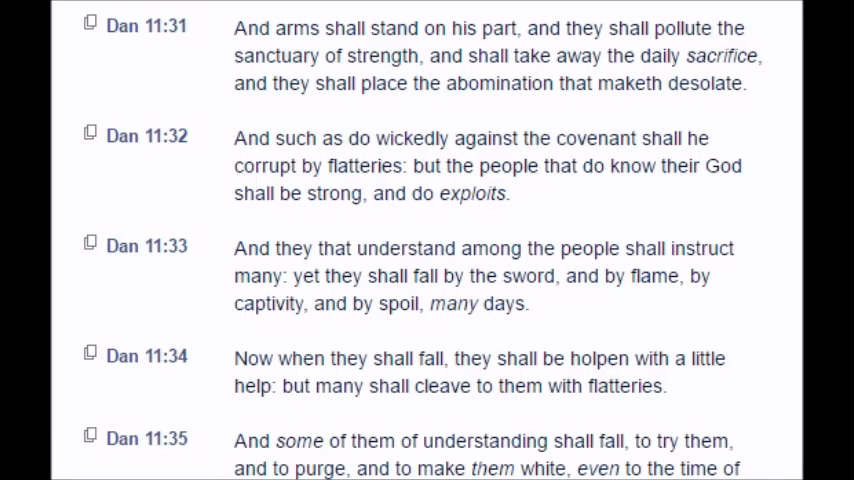 Dan 11:31 And arms shall stand on his part, and they shall pollute the
sanctuary of strength, and shall take away the daily sacrifice,
and they shall place the abomination that maketh desolate.
Dan 11:32 And such as do wickedly against the covenant shall he
corrupt by flatteries: but the people that do know their God
shall be strong, and do exploits.
Dan 11:33 And they that understand among the people shall instruct
many: yet they shall fall by the sword, and by flame, by
captivity, and by spoil, many days.
Dan 11:34 Now when they shall fall, they shall be holpen with a little
help: but many shall cleave to them with flatteries.
Dan 11:35 And some of them of understanding shall fall, to try them,
and to purge, and to make them white, even to the time of